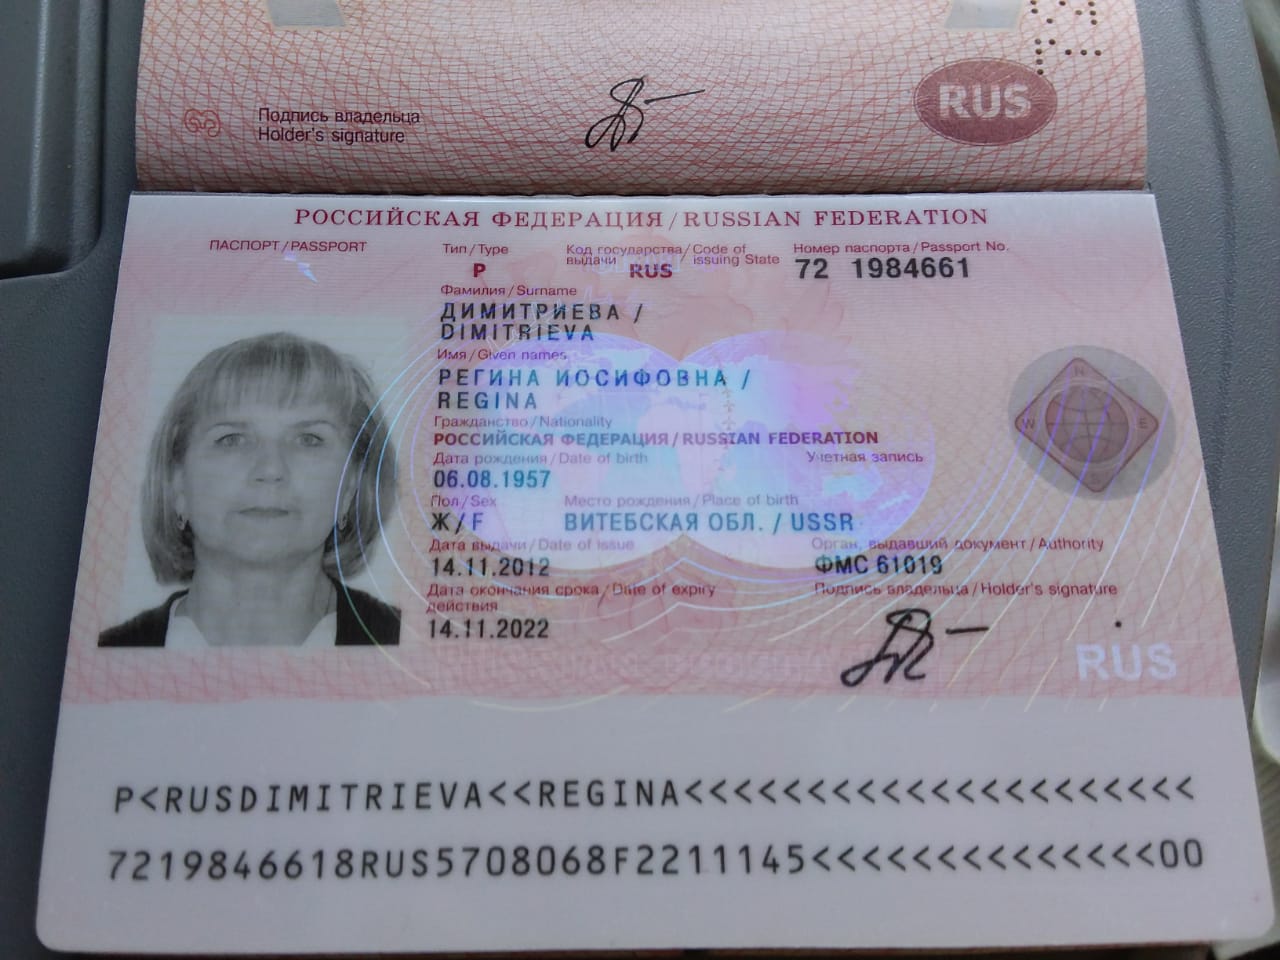 Подпись владельца
Holder's signature
RUS
РОССИЙСКАЯ ФЕДЕРАЦИЯ / RUSSIAN FEDERATION
ПАСПОРТ / PASSPORT
Тип / Type
Код государства / Code of
выдачи issuing State
Номер паспорта / Passport No.
P
RUS
72 1984661
Фамилия / Surname
ДИМИТРИЕВА /
DIMITRIEVA
Имя / Given names
РЕГИНА ИОСИФОВНА /
REGINA
Гражданство / Nationality
РОССИЙСКАЯ ФЕДЕРАЦИЯ / RUSSIAN FEDERATION
Дата рождения / Date of birth
Учетная запись
06.08.1957
Пол / Sex
Место рождения / Place of birth
Ж / F
ВИТЕБСКАЯ ОБЛ. / USSR
Дата выдачи / Date of issue
Орган, выдавший документ / Authority
14.11.2012
ФМС 61019
Дата окончания срока / Date of expiry
действия
Подпись владельца / Holder's signature
14.11.2022
RUS
P<RUSDIMITRIEVA<<REGINA<<<<<<<<<<<<<<<<<<<<<
7219846618RUS5708068F2211145<<<<<<<<<<<<<<00